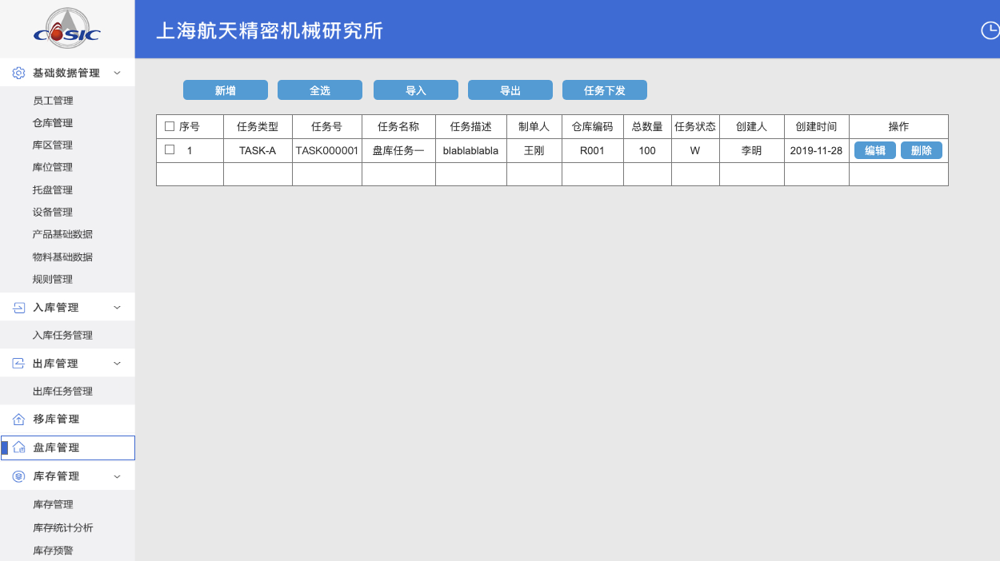 CASIC
上海航天精密机械研究所
基础数据管理
员工管理
仓库管理
库区管理
库位管理
托盘管理
设备管理
产品基础数据
物料基础数据
规则管理
入库管理
入库任务管理
出库管理
出库任务管理
移库管理
盘库管理
库存管理
库存管理
库存统计分析
库存预警
新增 全选 导入 导出 任务下发
序号 任务类型 任务号 任务名称 任务描述 制单人 仓库编码 总数量 任务状态 创建人 创建时间 操作
1 TASK-A TASK000001 盘库任务一 blablablabla 王刚 R001 100 W 李明 2019-11-28 编辑 删除